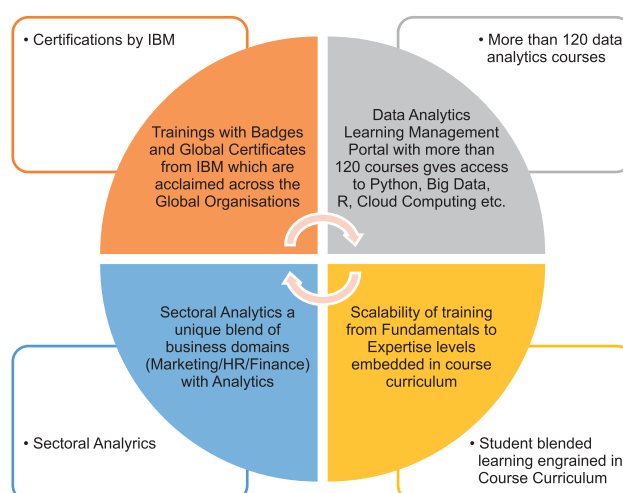 • Certifications by IBM
• More than 120 data
analytics courses
Trainings with Badges
and Global Certificates
from IBM which are
acclaimed across the
Global Organisations
Data Analytics
Learning Management
Portal with more than
120 courses gves access
to Python, Big Data,
R, Cloud Computing etc.
Sectoral Analytics a
unique blend of
business domains
(Marketing/HR/Finance)
with Analytics
Scalability of training
from Fundamentals to
Expertise levels
embedded in course
curriculum
• Sectoral Analyrics
• Student blended
learning engrained in
Course Curriculum